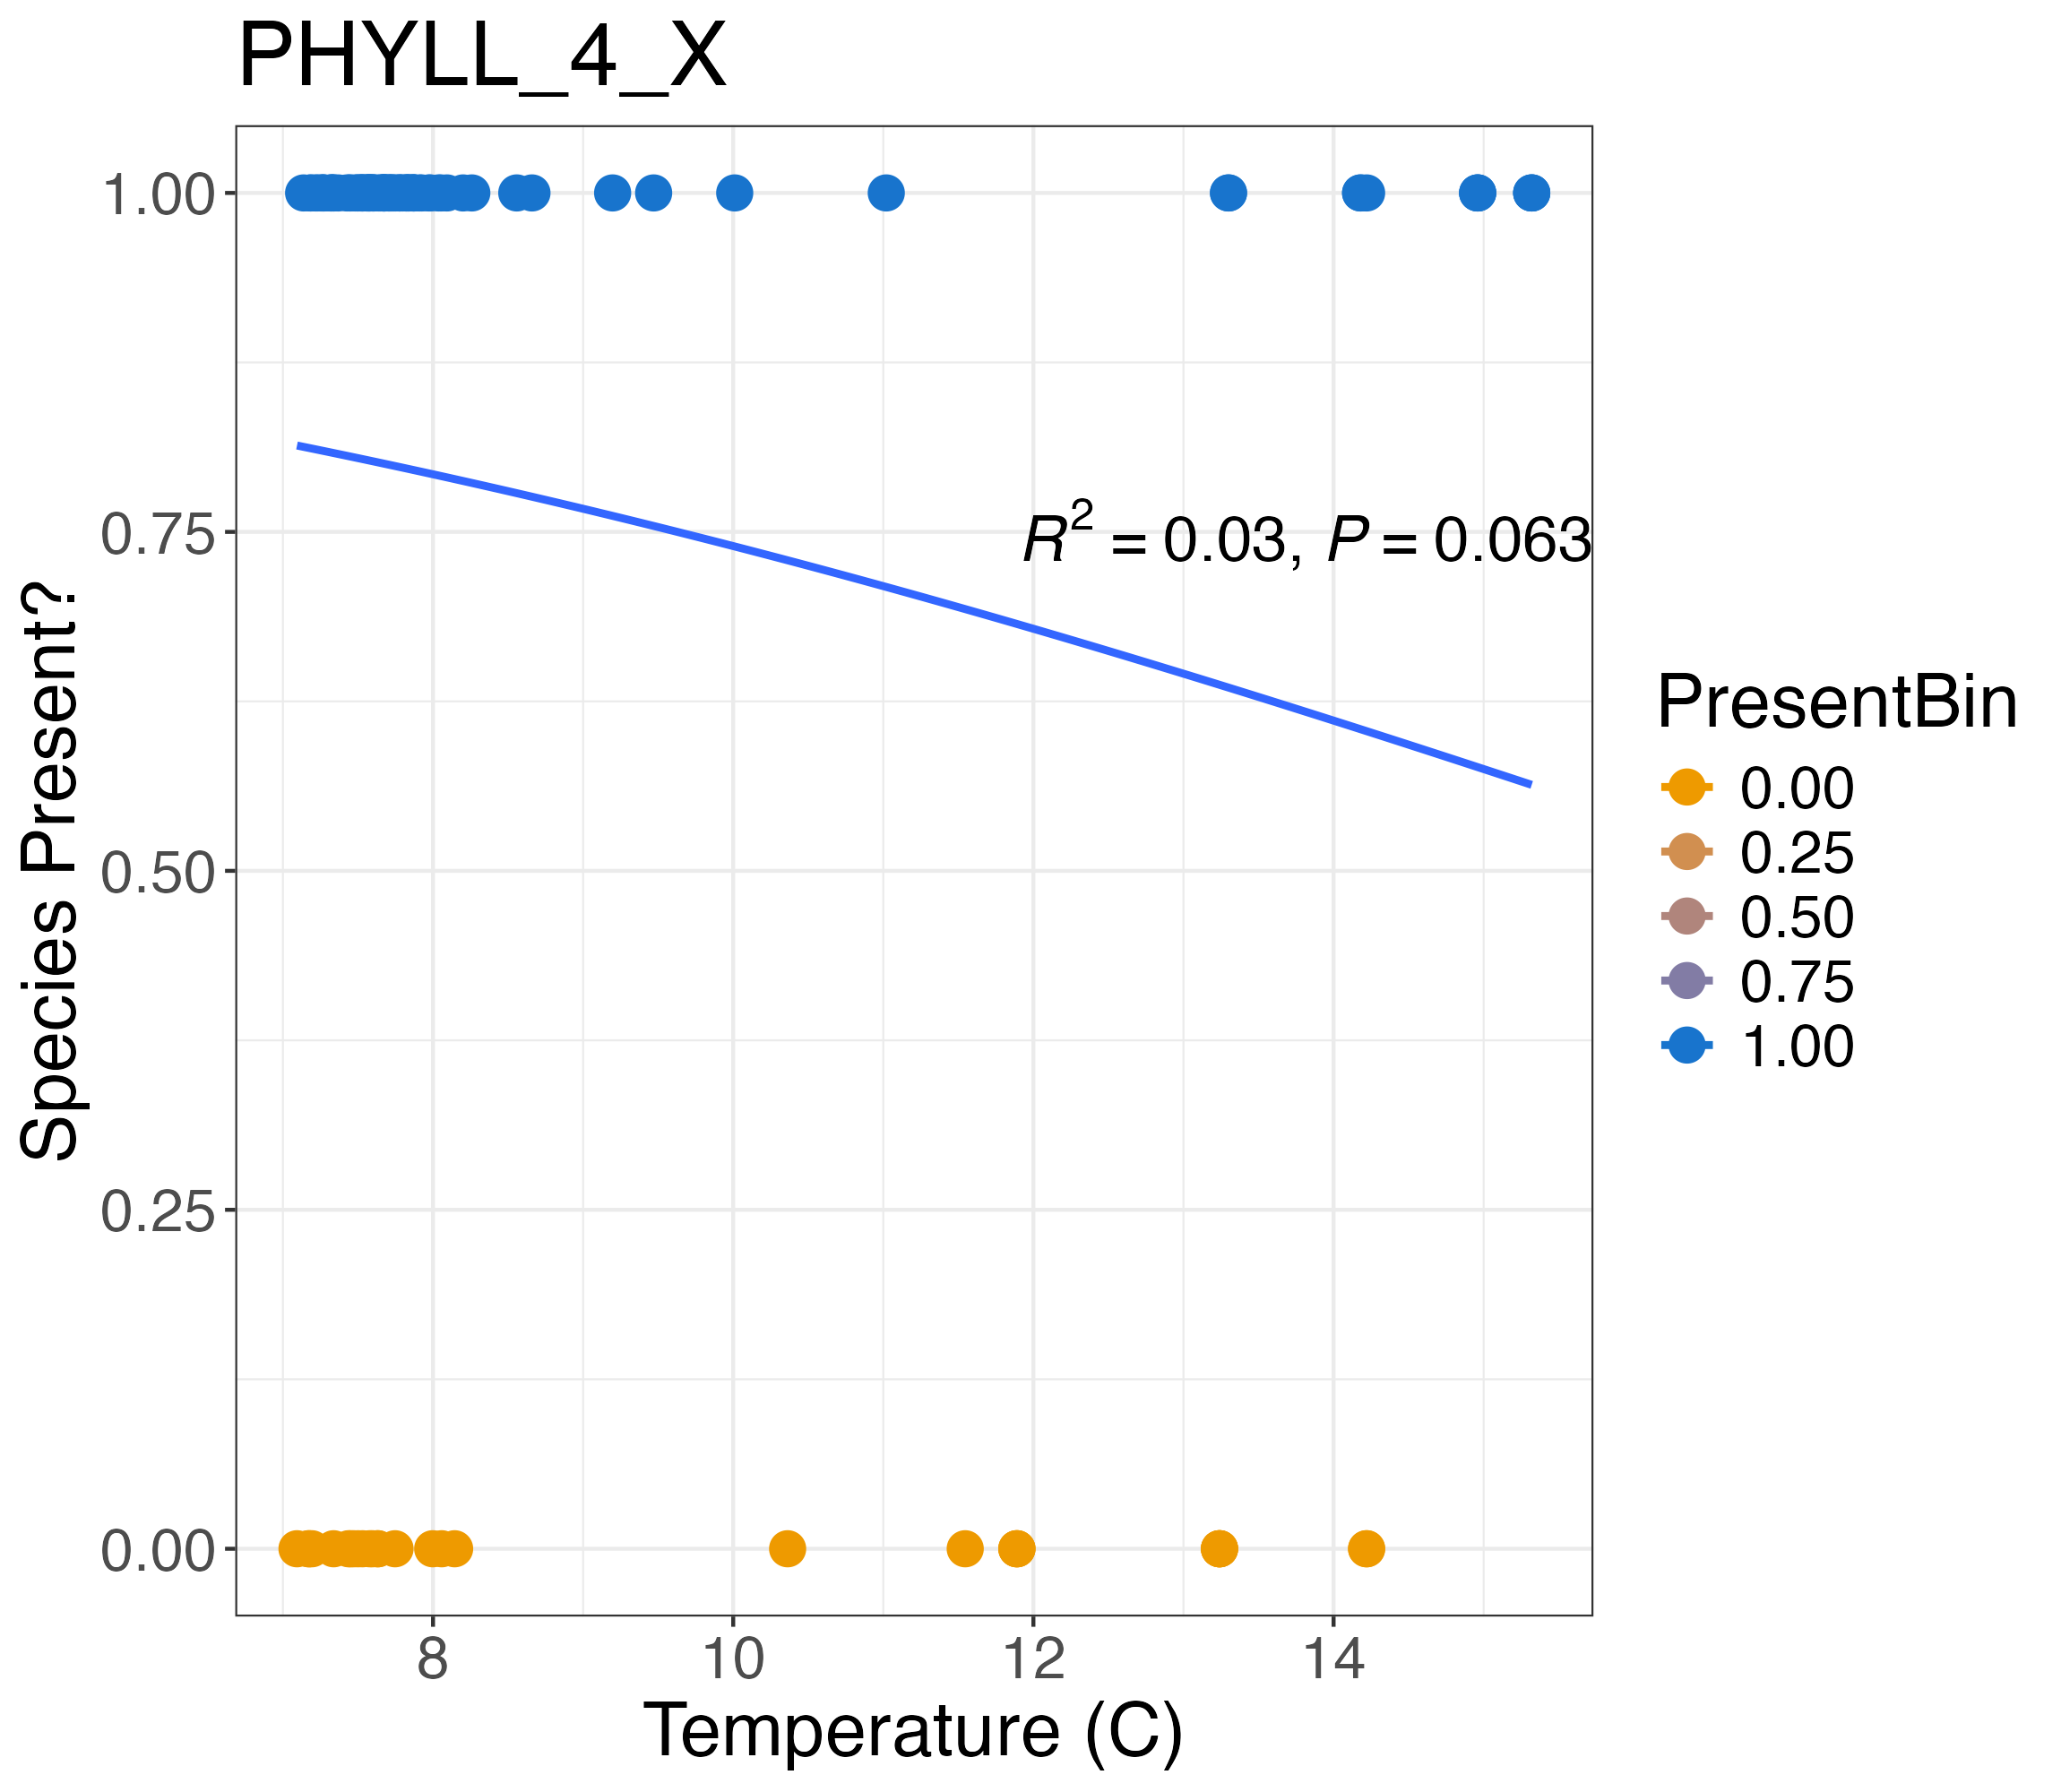 PHYLL_4_X
1.00
0.75
0.50
0.25
0.00
Species Present?
R² = 0.03, P = 0.063
8 10 12 14
Temperature (C)
PresentBin
0.00
0.25
0.50
0.75
1.00